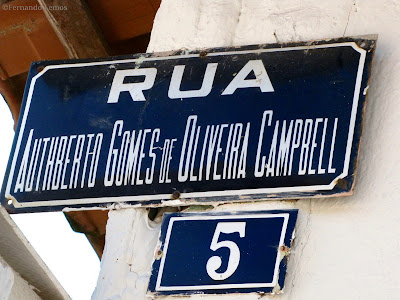 ©Fernando Lemos
RUA
AUTHBERTO GOMES DE OLIVEIRA CAMPBELL
5